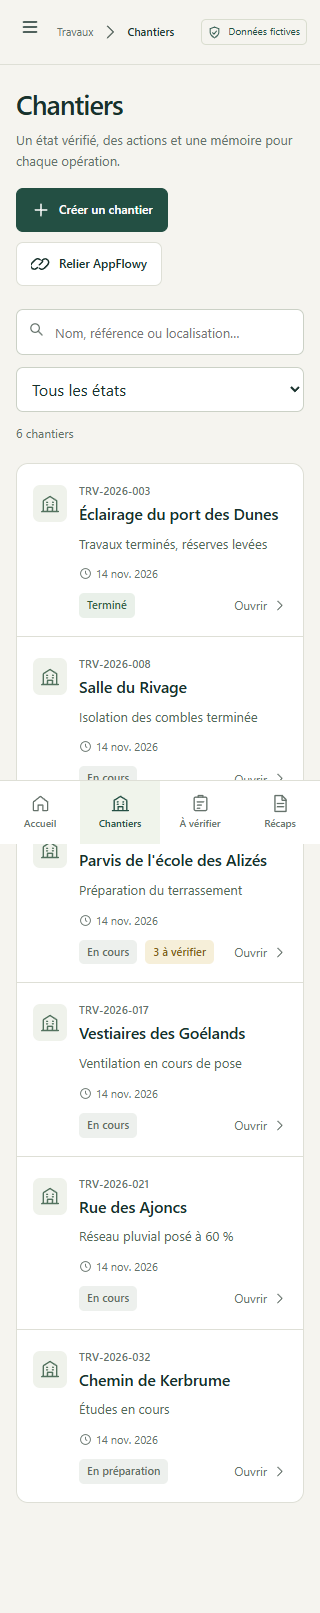 Travaux > Chantiers
Données fictives
Chantiers
Un état vérifié, des actions et une mémoire pour
chaque opération.
Créer un chantier
Relier AppFlowy
Nom, référence ou localisation...
Tous les états
6 chantiers
TRV-2026-003
Éclairage du port des Dunes
Travaux terminés, réserves levées
14 nov. 2026
Terminé
Ouvrir
TRV-2026-008
Salle du Rivage
Isolation des combles terminée
14 nov. 2026
En cours
Ouvrir
Accueil
Chantiers
À vérifier
Récaps
Parvis de l'école des Alizés
Préparation du terrassement
14 nov. 2026
En cours
3 à vérifier
Ouvrir
TRV-2026-017
Vestiaires des Goélands
Ventilation en cours de pose
14 nov. 2026
En cours
Ouvrir
TRV-2026-021
Rue des Ajoncs
Réseau pluvial posé à 60 %
14 nov. 2026
En cours
Ouvrir
TRV-2026-032
Chemin de Kerbrume
Études en cours
14 nov. 2026
En préparation
Ouvrir